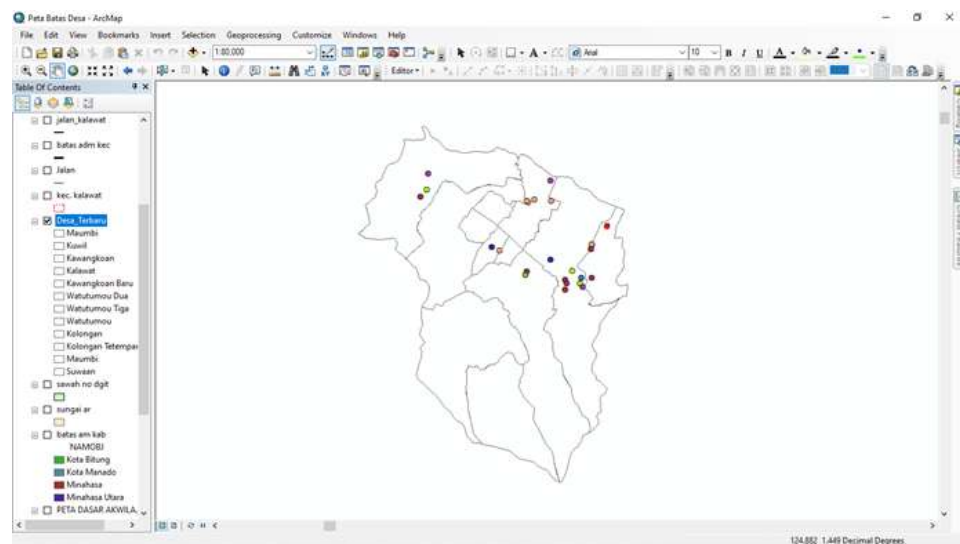 Peta Batas Desa - ArcMap
File Edit View Bookmarks Insert Selection Geoprocessing Customize Windows Help
1:80,000
Arial
10
B I U A
Editor
Table Of Contents
jalan_kalawat
batas adm kec
Jalan
kec. kalawat
Desa_Terbaru
Maumbi
Kuwil
Kawangkoan
Kalawat
Kawangkoan Baru
Watutumou Dua
Watutumou Tiga
Watutumou
Kolongan
Kolongan Tetempan
Maumbi
Suwaan
sawah no dgit
sungai ar
batas am kab
NAMOBJ
Kota Bitung
Kota Manado
Minahasa
Minahasa Utara
PETA DASAR AKWILA.
124.882 1.449 Decimal Degrees